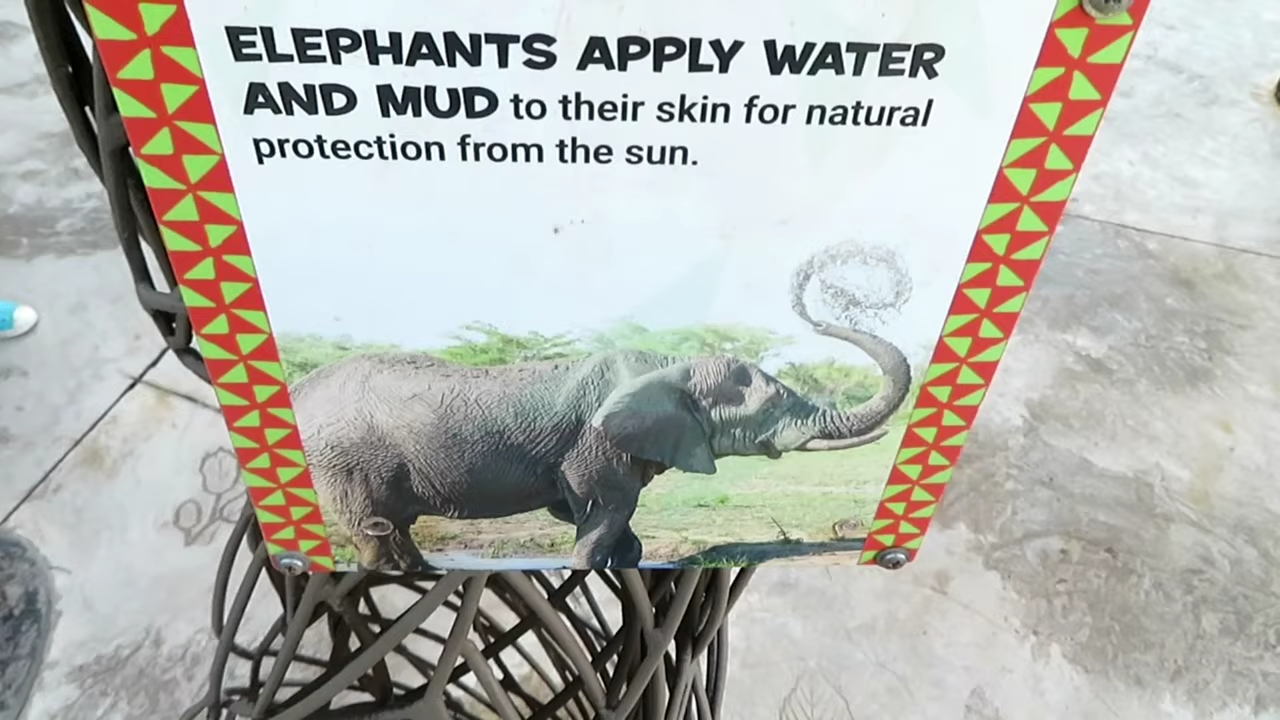 ELEPHANTS APPLY WATER
AND MUD to their skin for natural
protection from the sun.